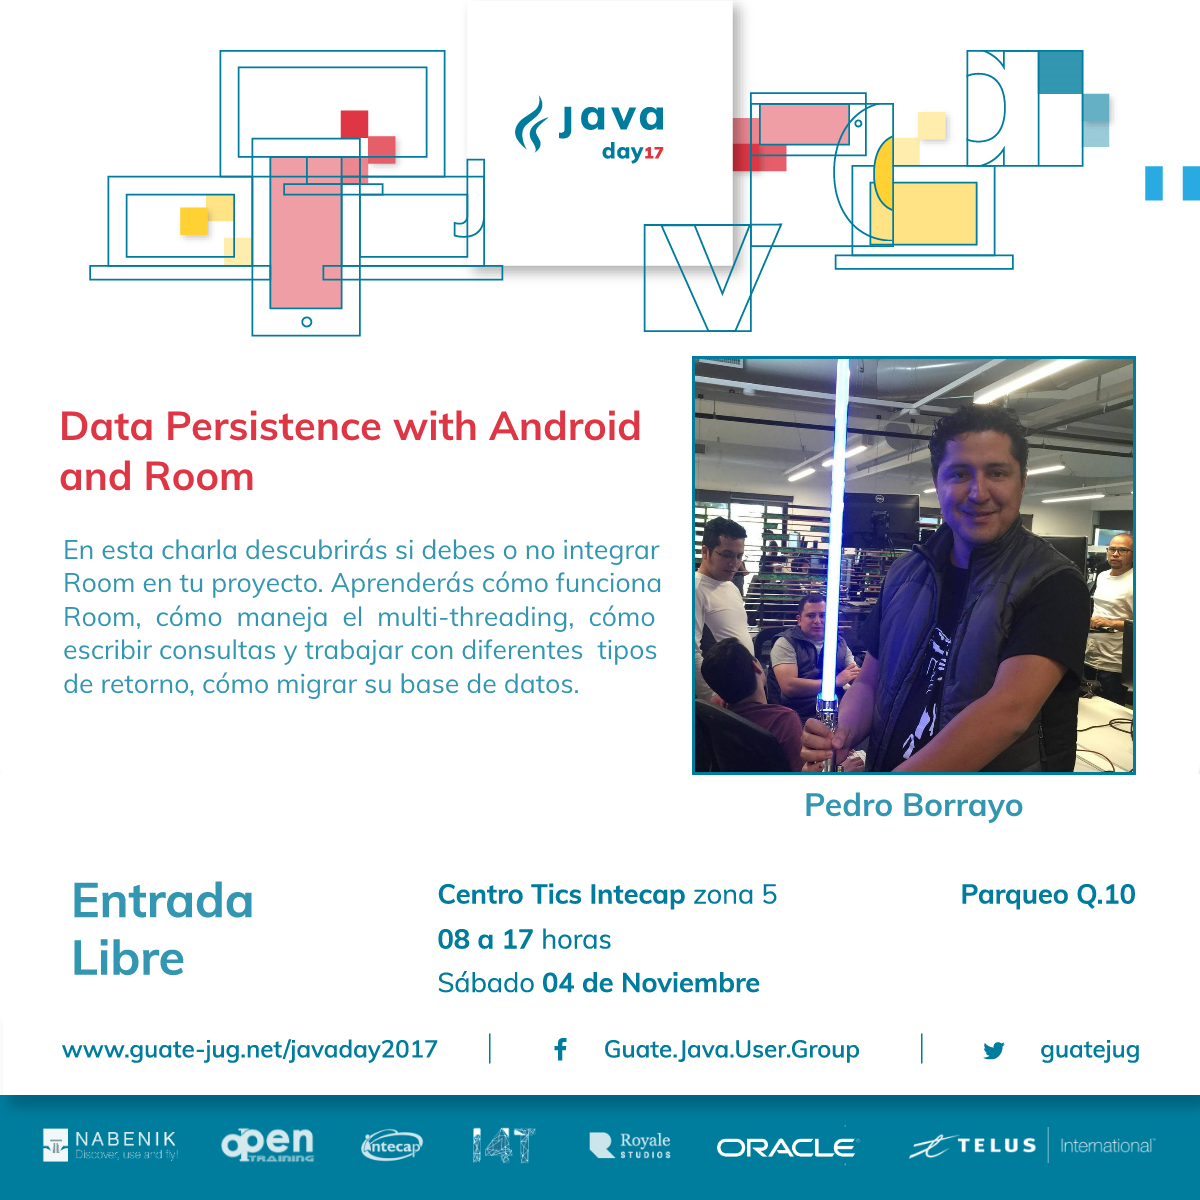 Java
day17
Data Persistence with Android
and Room
En esta charla descubrirás si debes o no integrar
Room en tu proyecto. Aprenderás cómo funciona
Room, cómo maneja el multi-threading, cómo
escribir consultas y trabajar con diferentes tipos
de retorno, cómo migrar su base de datos.
Pedro Borrayo
Entrada
Libre
Centro Tics Intecap zona 5
08 a 17 horas
Sábado 04 de Noviembre
Parqueo Q.10
www.guate-jug.net/javaday2017
Guate.Java.User.Group
guatejug
NABENIK
Discover, use and fly!
open
TRAINING
intecap
I4T
Royale
STUDIOS
ORACLE
TELUS International